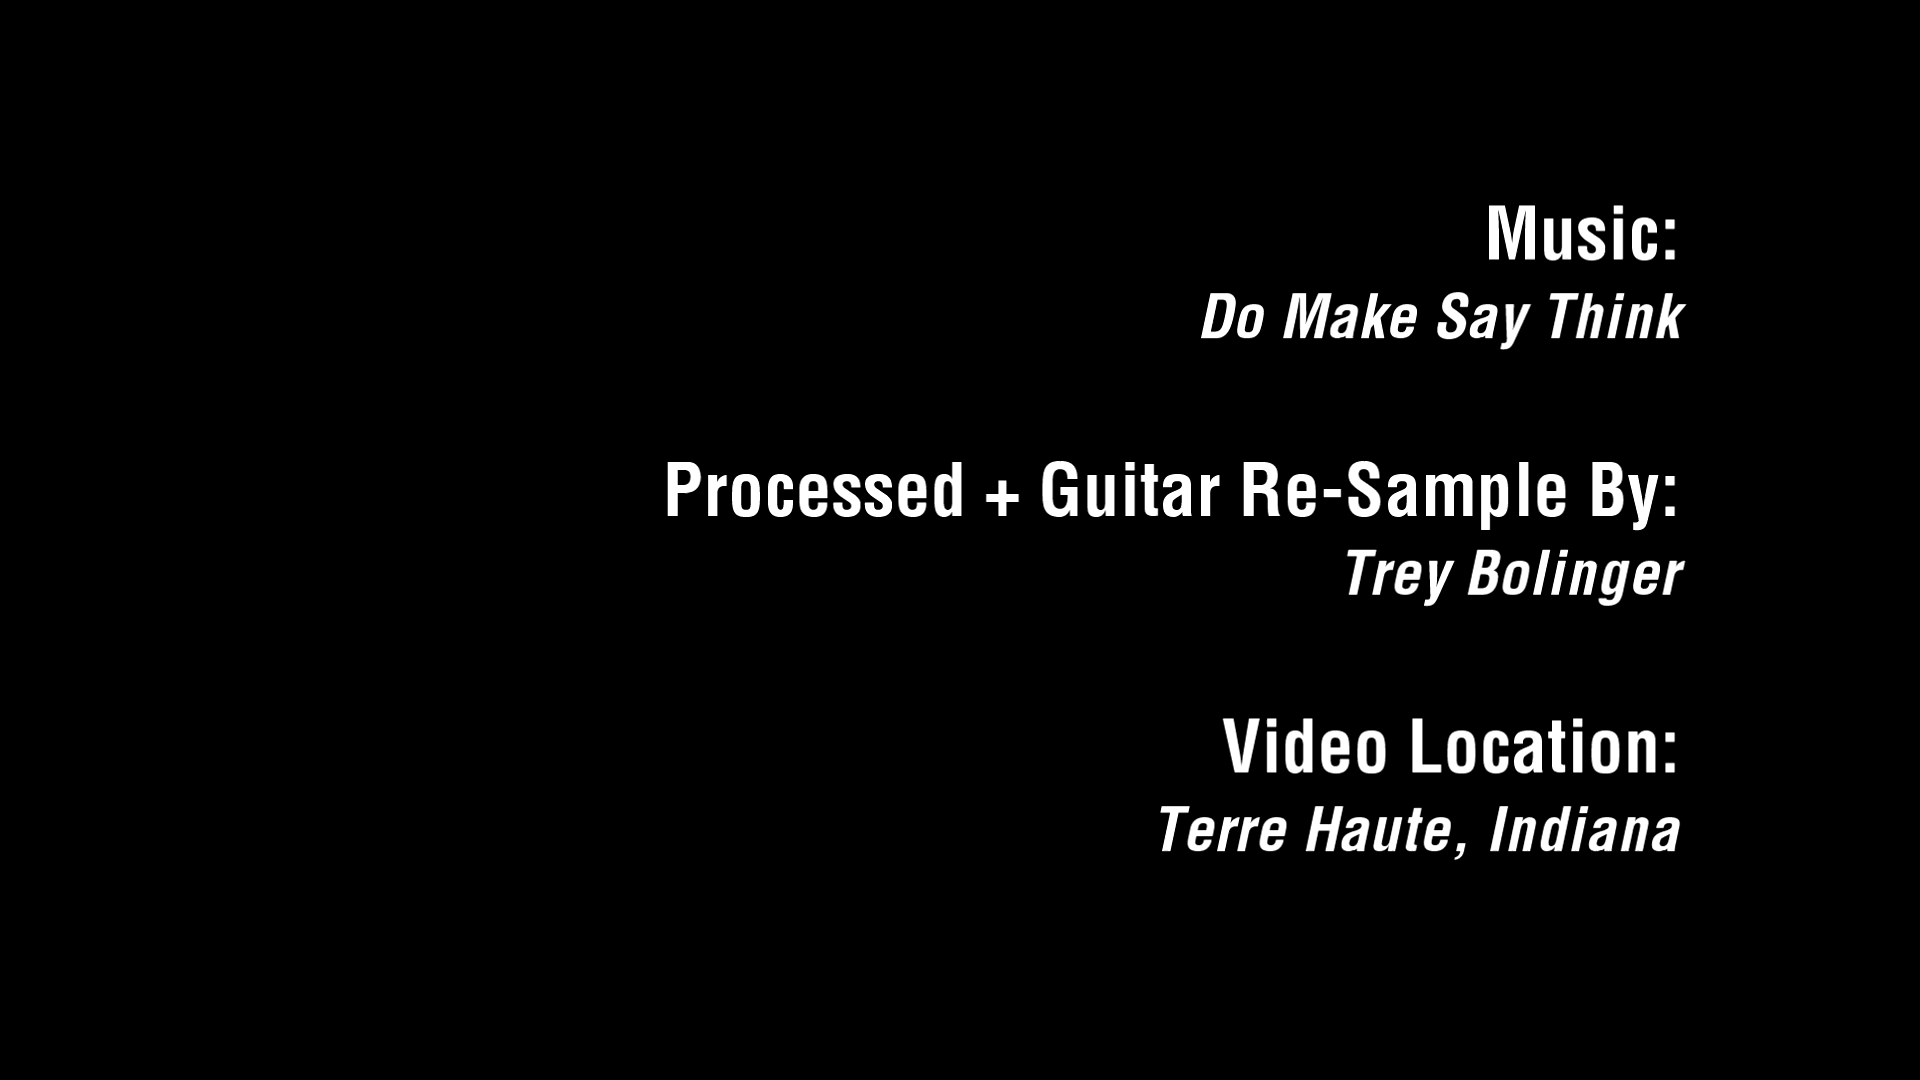 Music:
Do Make Say Think
Processed + Guitar Re-Sample By:
Trey Bolinger
Video Location:
Terre Haute, Indiana